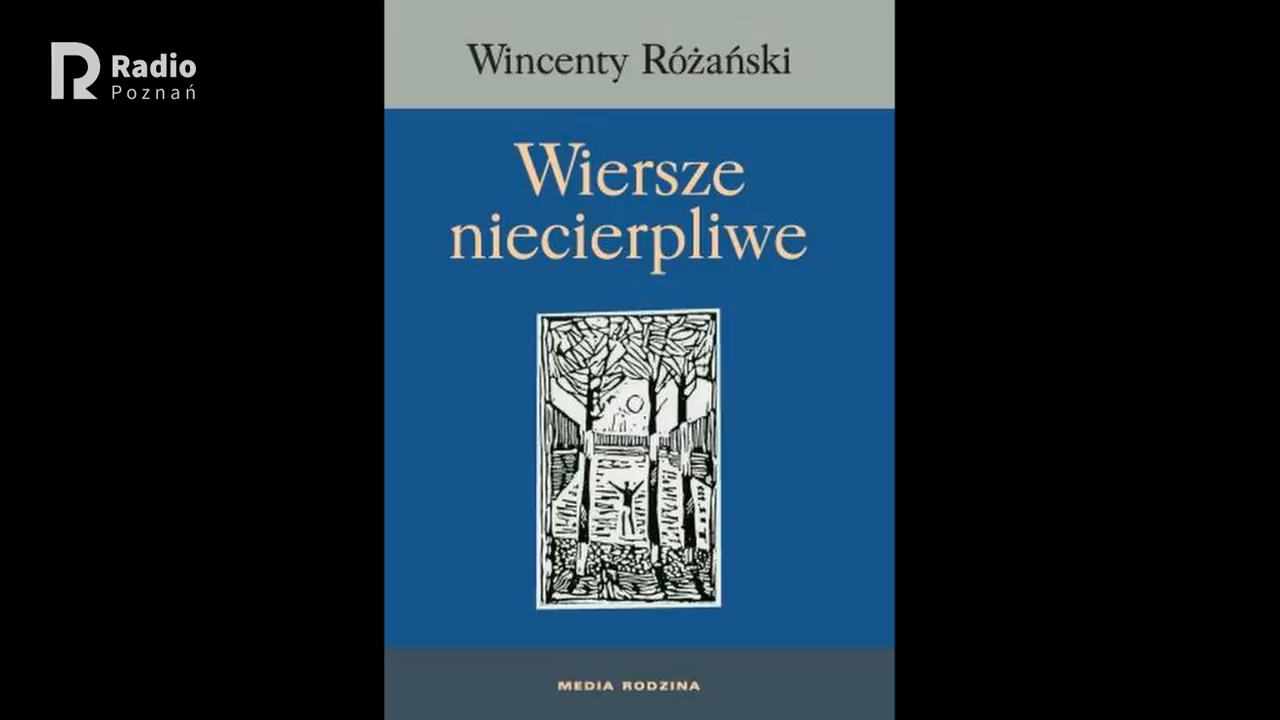 Radio
Poznań
Wincenty Różański
Wiersze
niecierpliwe
MEDIA RODZINA